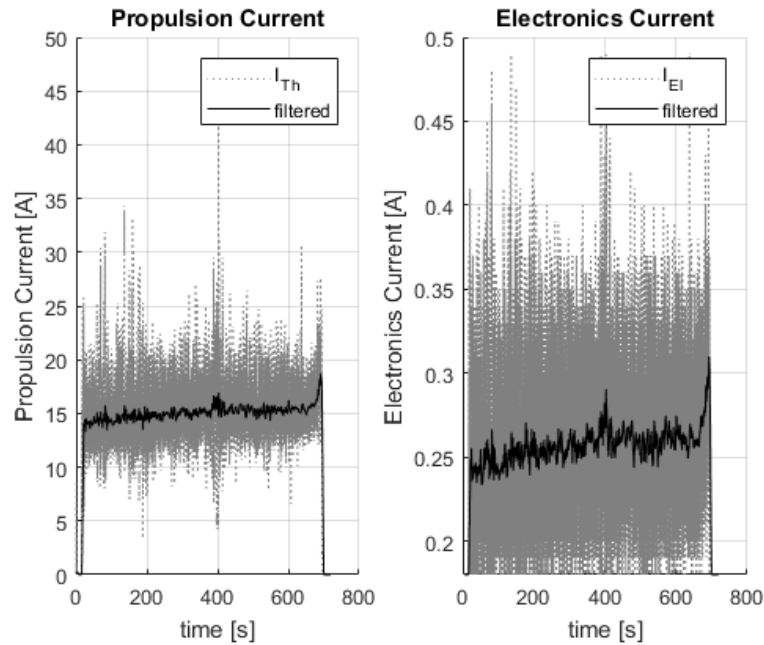 Propulsion Current
50
45
40
35
30
25
20
15
10
5
0
Propulsion Current [A]
I_Th
filtered
0
200
400
600
800
time [s]
Electronics Current
0.5
0.45
0.4
0.35
0.3
0.25
0.2
Electronics Current [A]
I_El
filtered
0
200
400
600
800
time [s]